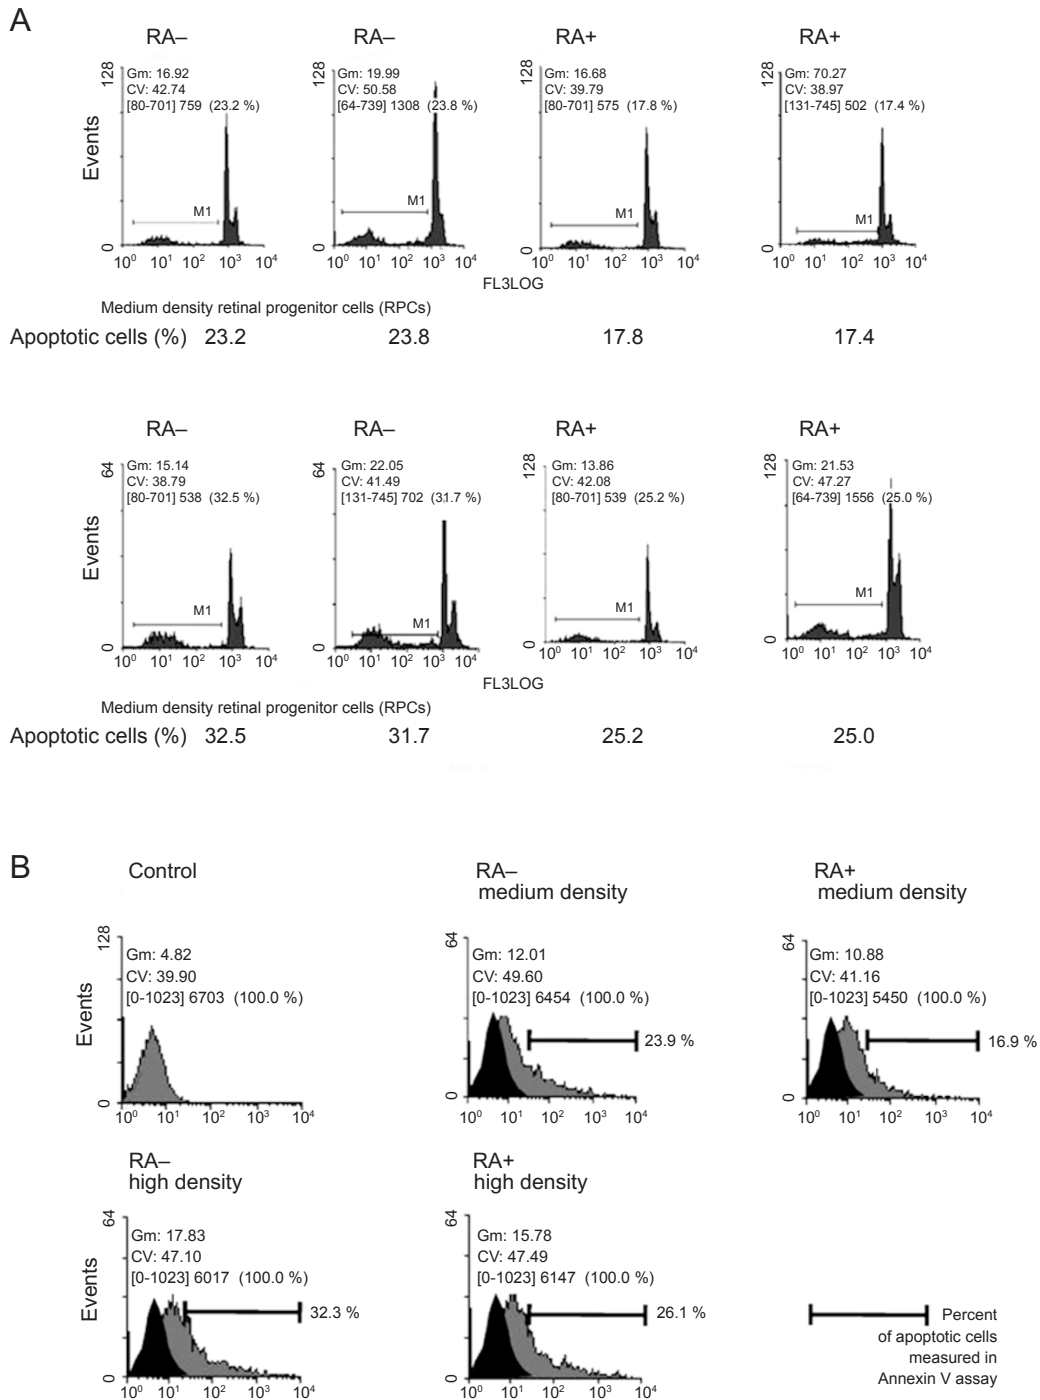 A
RA– RA– RA+ RA+
128 Gm: 16.92 CV: 42.74 [80-701] 759 (23.2 %)
128 Gm: 19.99 CV: 50.58 [64-739] 1308 (23.8 %)
128 Gm: 16.68 CV: 39.79 [80-701] 575 (17.8 %)
128 Gm: 70.27 CV: 38.97 [131-745] 502 (17.4 %)
Events
M1 M1 M1 M1
0 0 0 0
10⁰ 10¹ 10² 10³ 10⁴ 10⁰ 10¹ 10² 10³ 10⁴ 10⁰ 10¹ 10² 10³ 10⁴ 10⁰ 10¹ 10² 10³ 10⁴
FL3LOG
Medium density retinal progenitor cells (RPCs)
Apoptotic cells (%) 23.2 23.8 17.8 17.4
RA– RA– RA+ RA+
64 Gm: 15.14 CV: 38.79 [80-701] 538 (32.5 %)
64 Gm: 22.05 CV: 41.49 [131-745] 702 (31.7 %)
128 Gm: 13.86 CV: 42.08 [80-701] 539 (25.2 %)
128 Gm: 21.53 CV: 47.27 [64-739] 1556 (25.0 %)
Events
M1 M1 M1 M1
0 0 0 0
10⁰ 10¹ 10² 10³ 10⁴ 10⁰ 10¹ 10² 10³ 10⁴ 10⁰ 10¹ 10² 10³ 10⁴ 10⁰ 10¹ 10² 10³ 10⁴
FL3LOG
Medium density retinal progenitor cells (RPCs)
Apoptotic cells (%) 32.5 31.7 25.2 25.0
B
Control
128
Gm: 4.82
CV: 39.90
[0-1023] 6703 (100.0 %)
Events
0
10⁰ 10¹ 10² 10³ 10⁴
RA–
medium density
64
Gm: 12.01
CV: 49.60
[0-1023] 6454 (100.0 %)
23.9 %
0
10⁰ 10¹ 10² 10³ 10⁴
RA+
medium density
64
Gm: 10.88
CV: 41.16
[0-1023] 5450 (100.0 %)
16.9 %
0
10⁰ 10¹ 10² 10³ 10⁴
RA–
high density
64
Gm: 17.83
CV: 47.10
[0-1023] 6017 (100.0 %)
Events
32.3 %
0
10⁰ 10¹ 10² 10³ 10⁴
RA+
high density
64
Gm: 15.78
CV: 47.49
[0-1023] 6147 (100.0 %)
26.1 %
0
10⁰ 10¹ 10² 10³ 10⁴
Percent
of apoptotic cells
measured in
Annexin V assay